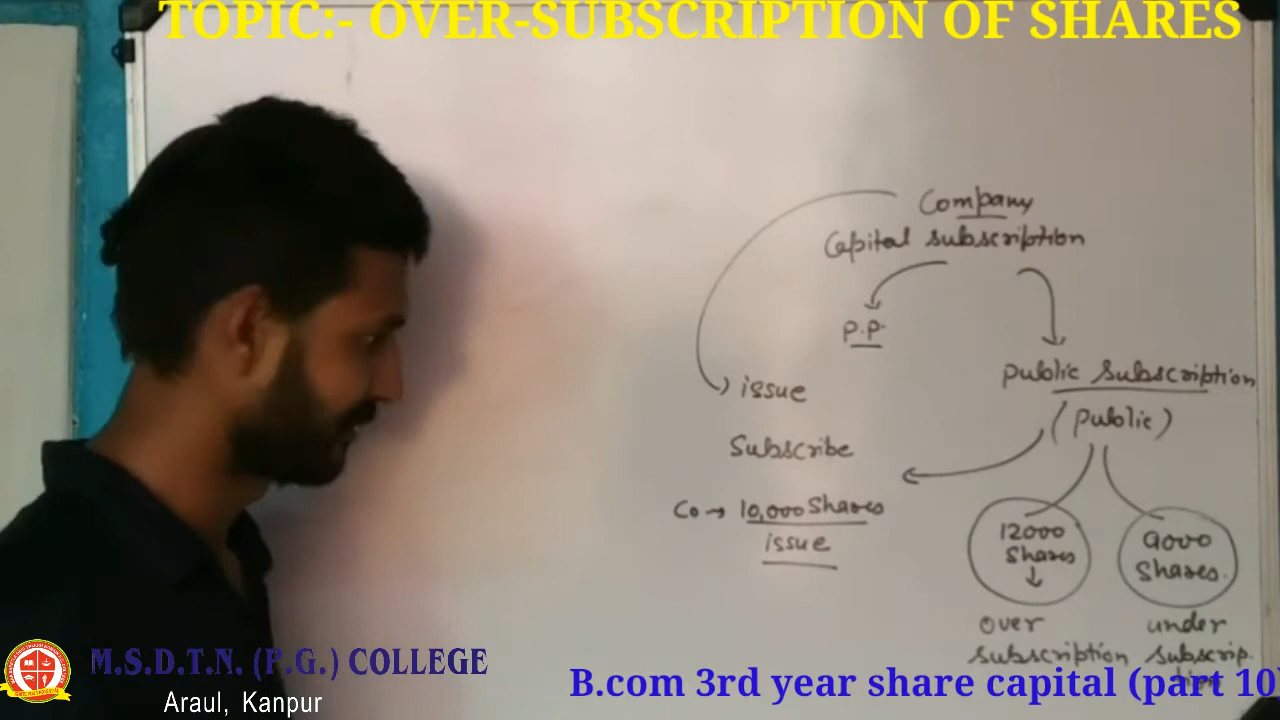 TOPIC:- OVER-SUBSCRIPTION OF SHARES
Company
Capital subscription
P.P.
issue
Public Subscription
(Public)
Subscribe
Co → 10,000 Shares
issue
12000
Shares
↓
9000
Shares.
over
subscription
under
subscrip.
M.S.D.T.N. (P.G.) COLLEGE
Araul, Kanpur
B.com 3rd year share capital (part 10)